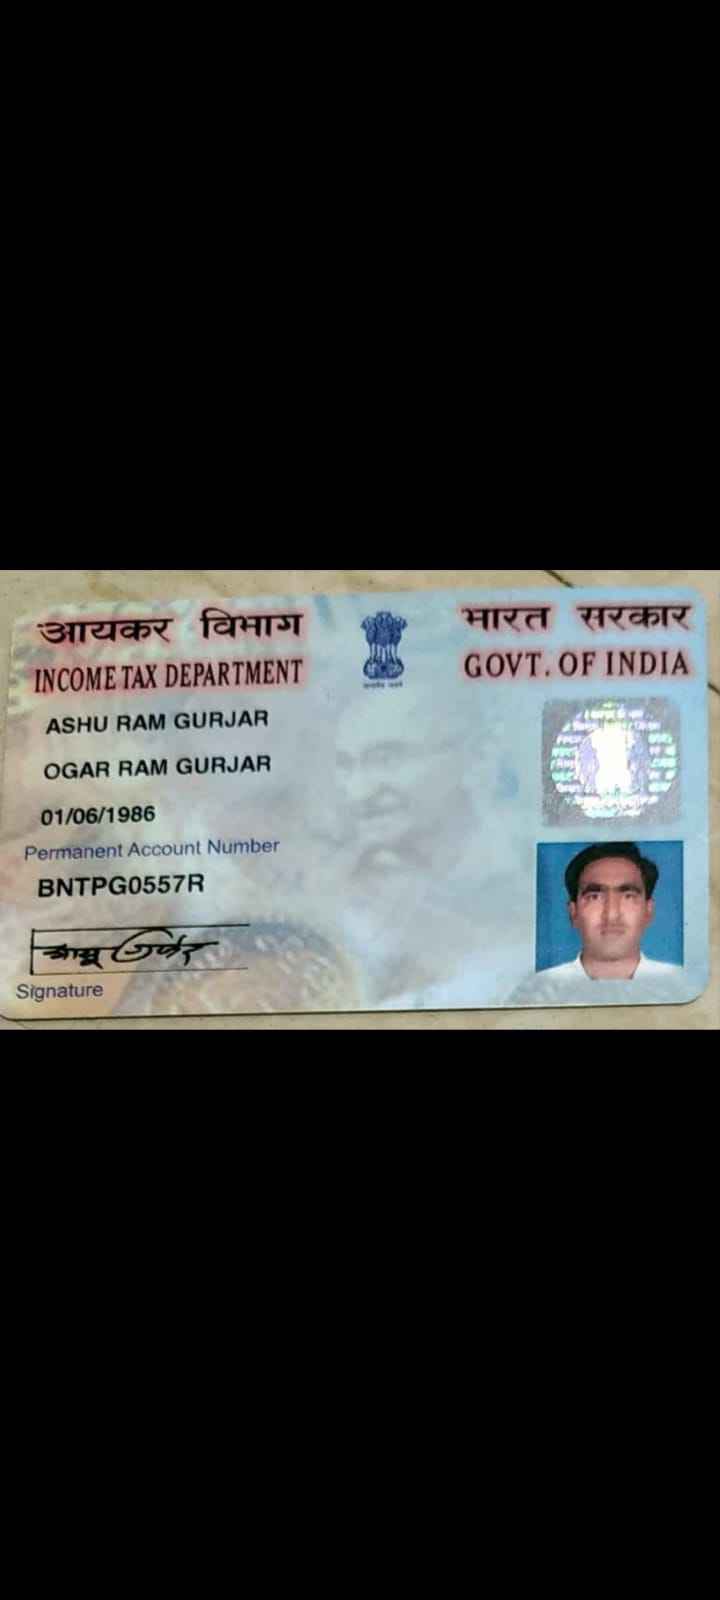 आयकर विभाग
INCOME TAX DEPARTMENT
भारत सरकार
GOVT. OF INDIA
ASHU RAM GURJAR
OGAR RAM GURJAR
01/06/1986
Permanent Account Number
BNTPG0557R
Signature